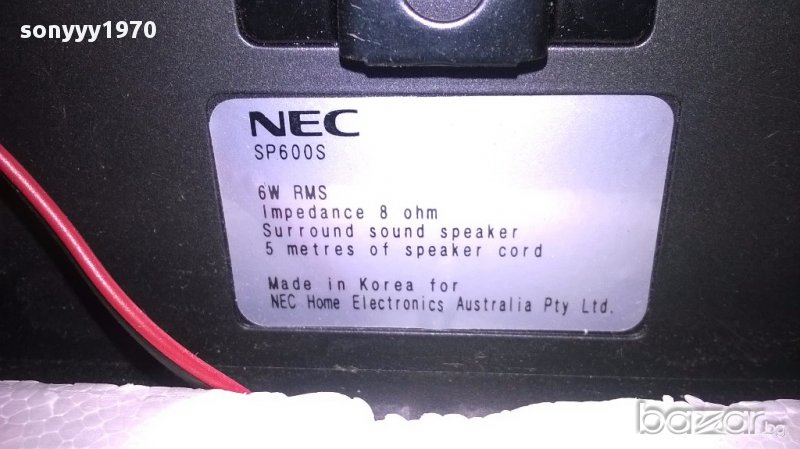 sonyyy1970
NEC
SP600S
6W RMS
Impedance 8 ohm
Surround sound speaker
5 metres of speaker cord
Made in Korea for
NEC Home Electronics Australia Pty Ltd.
bazar.bg